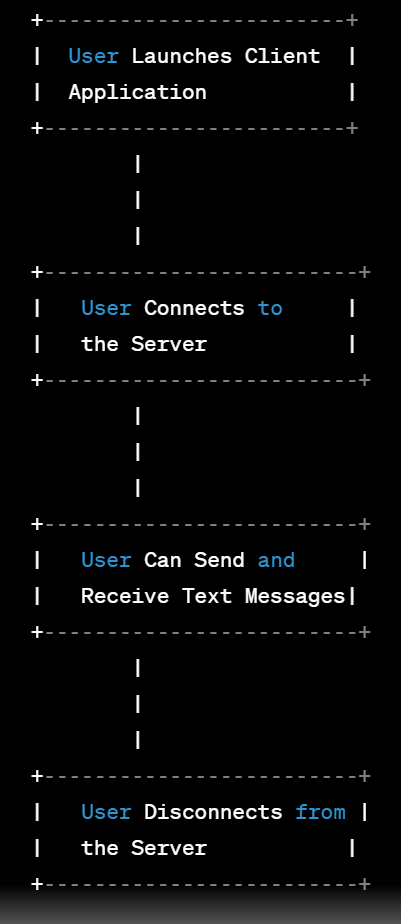 +------------------------+
|  User Launches Client  |
|  Application           |
+------------------------+
        |
        |
        |
+-------------------------+
|   User Connects to     |
|   the Server           |
+-------------------------+
        |
        |
        |
+-------------------------+
|   User Can Send and     |
|   Receive Text Messages|
+-------------------------+
        |
        |
        |
+-------------------------+
|   User Disconnects from |
|   the Server           |
+-------------------------+